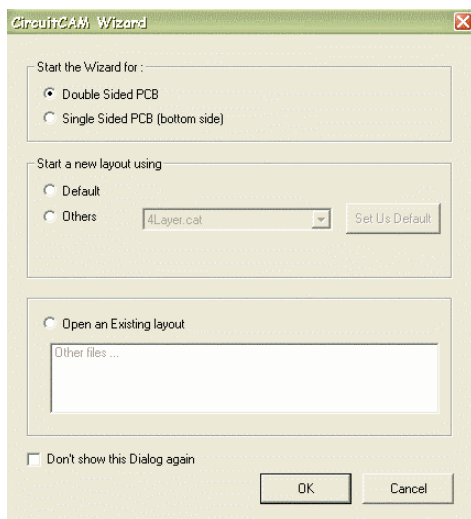 CircuitCAM Wizard
Start the Wizard for :
Double Sided PCB
Single Sided PCB (bottom side)
Start a new layout using
Default
Others 4Layer.cat Set Us Default
Open an Existing layout
Other files ...
Don't show this Dialog again
OK Cancel